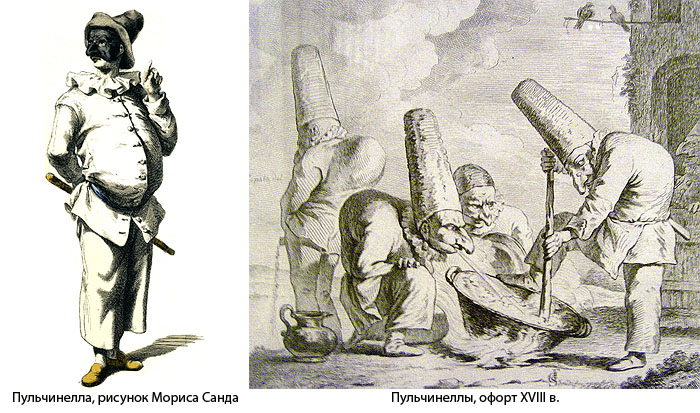 Пульчинелла, рисунок Мориса Санда
Пульчинеллы, офорт XVIII в.